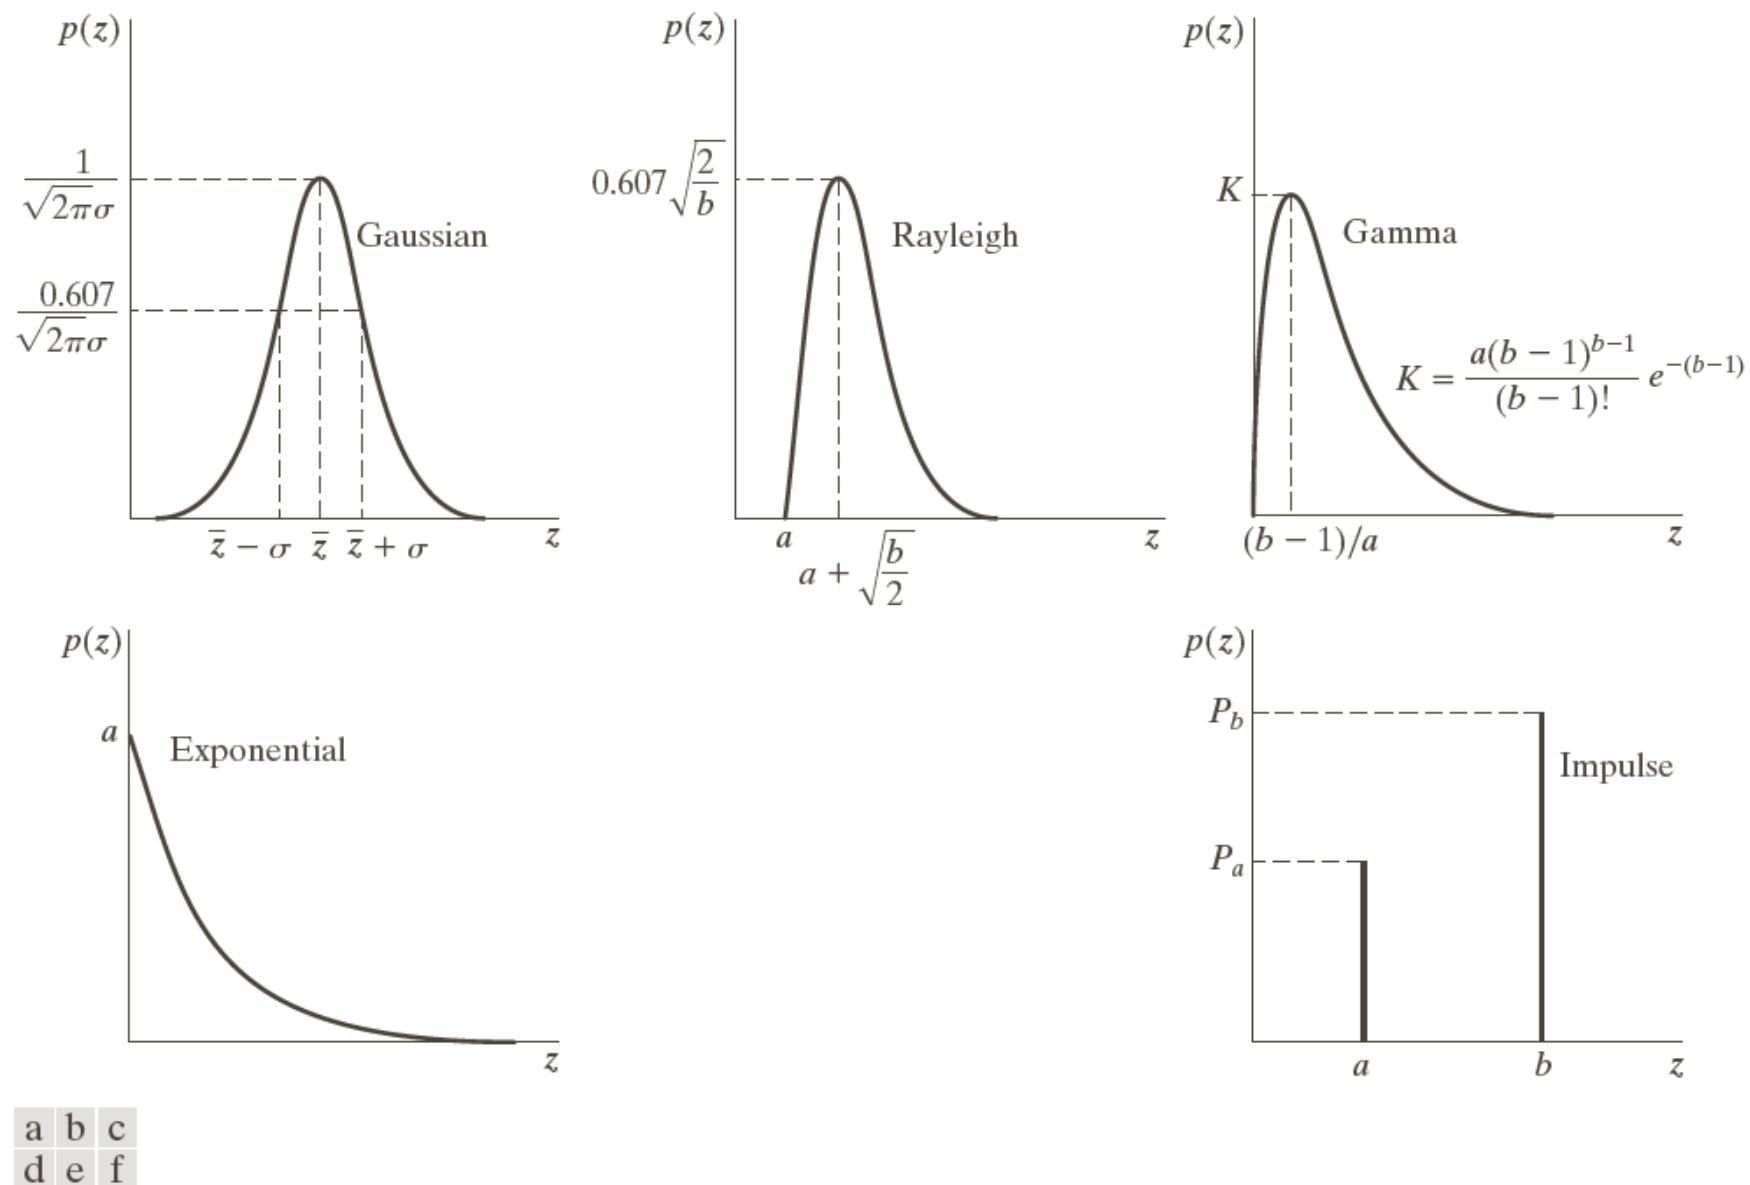 p(z)
1/√2πσ
0.607/√2πσ
Gaussian
z̄ − σ z̄ z̄ + σ z
p(z)
0.607 √2/b
Rayleigh
a z
a + √b/2
p(z)
K
Gamma
K = a(b − 1)^{b−1}/(b − 1)! e^{−(b−1)}
(b − 1)/a z
p(z)
a
Exponential
z
p(z)
P_b
Impulse
P_a
a b z
a b c
d e f